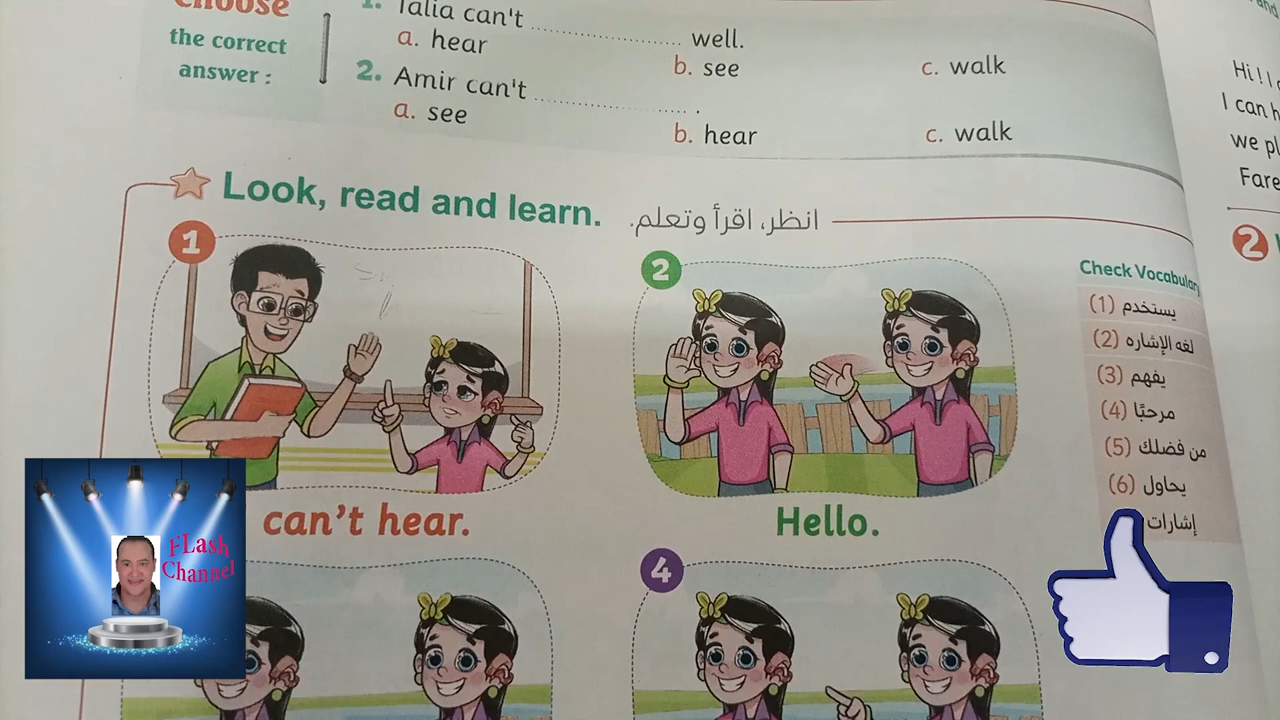 Choose
the correct
answer :
1. Talia can't .................... well.
a. hear b. see c. walk
2. Amir can't .................... .
a. see b. hear c. walk
Look, read and learn. انظر، اقرأ وتعلم.
1
2
can't hear.
Hello.
4
Check Vocabulary
(1) يستخدم
(2) لغه الإشاره
(3) يفهم
(4) مرحبًا
(5) من فضلك
(6) يحاول
إشارات
Hi ! I
I can h
we pl
Fare
2
FLash
Channel